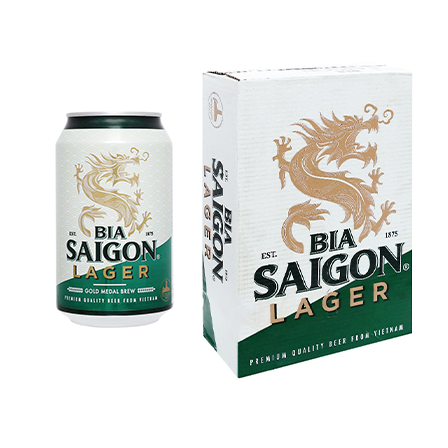 EST. 1875
BIA
SAIGON®
LAGER
GOLD MEDAL BREW
PREMIUM QUALITY BEER FROM VIETNAM
BIA
SAIGON
LAGER
EST. 1875
BIA
SAIGON®
LAGER
PREMIUM QUALITY BEER FROM VIETNAM